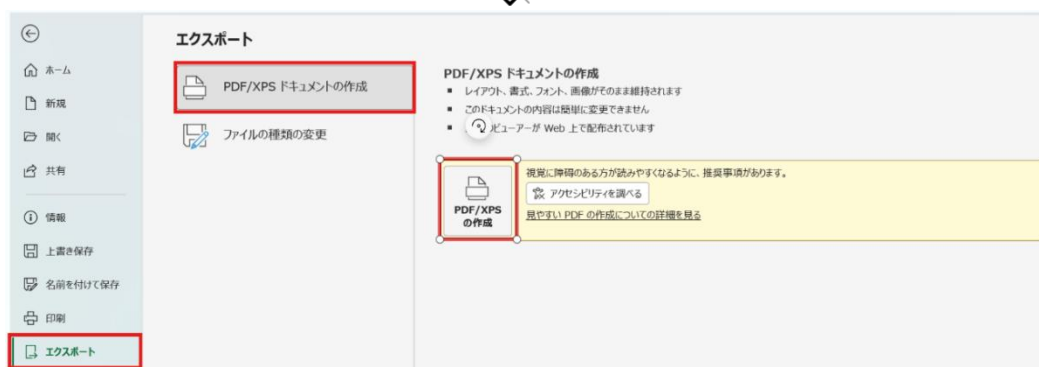 エクスポート
ホーム
新規
開く
共有
情報
上書き保存
名前を付けて保存
印刷
エクスポート
PDF/XPS ドキュメントの作成
ファイルの種類の変更
PDF/XPS ドキュメントの作成
レイアウト、書式、フォント、画像がそのまま維持されます
このドキュメントの内容は簡単に変更できません
ビューアーが Web 上で配布されています
PDF/XPS
の作成
視覚に障碍のある方が読みやすくなるように、推奨事項があります。
アクセシビリティを調べる
見やすい PDF の作成についての詳細を見る